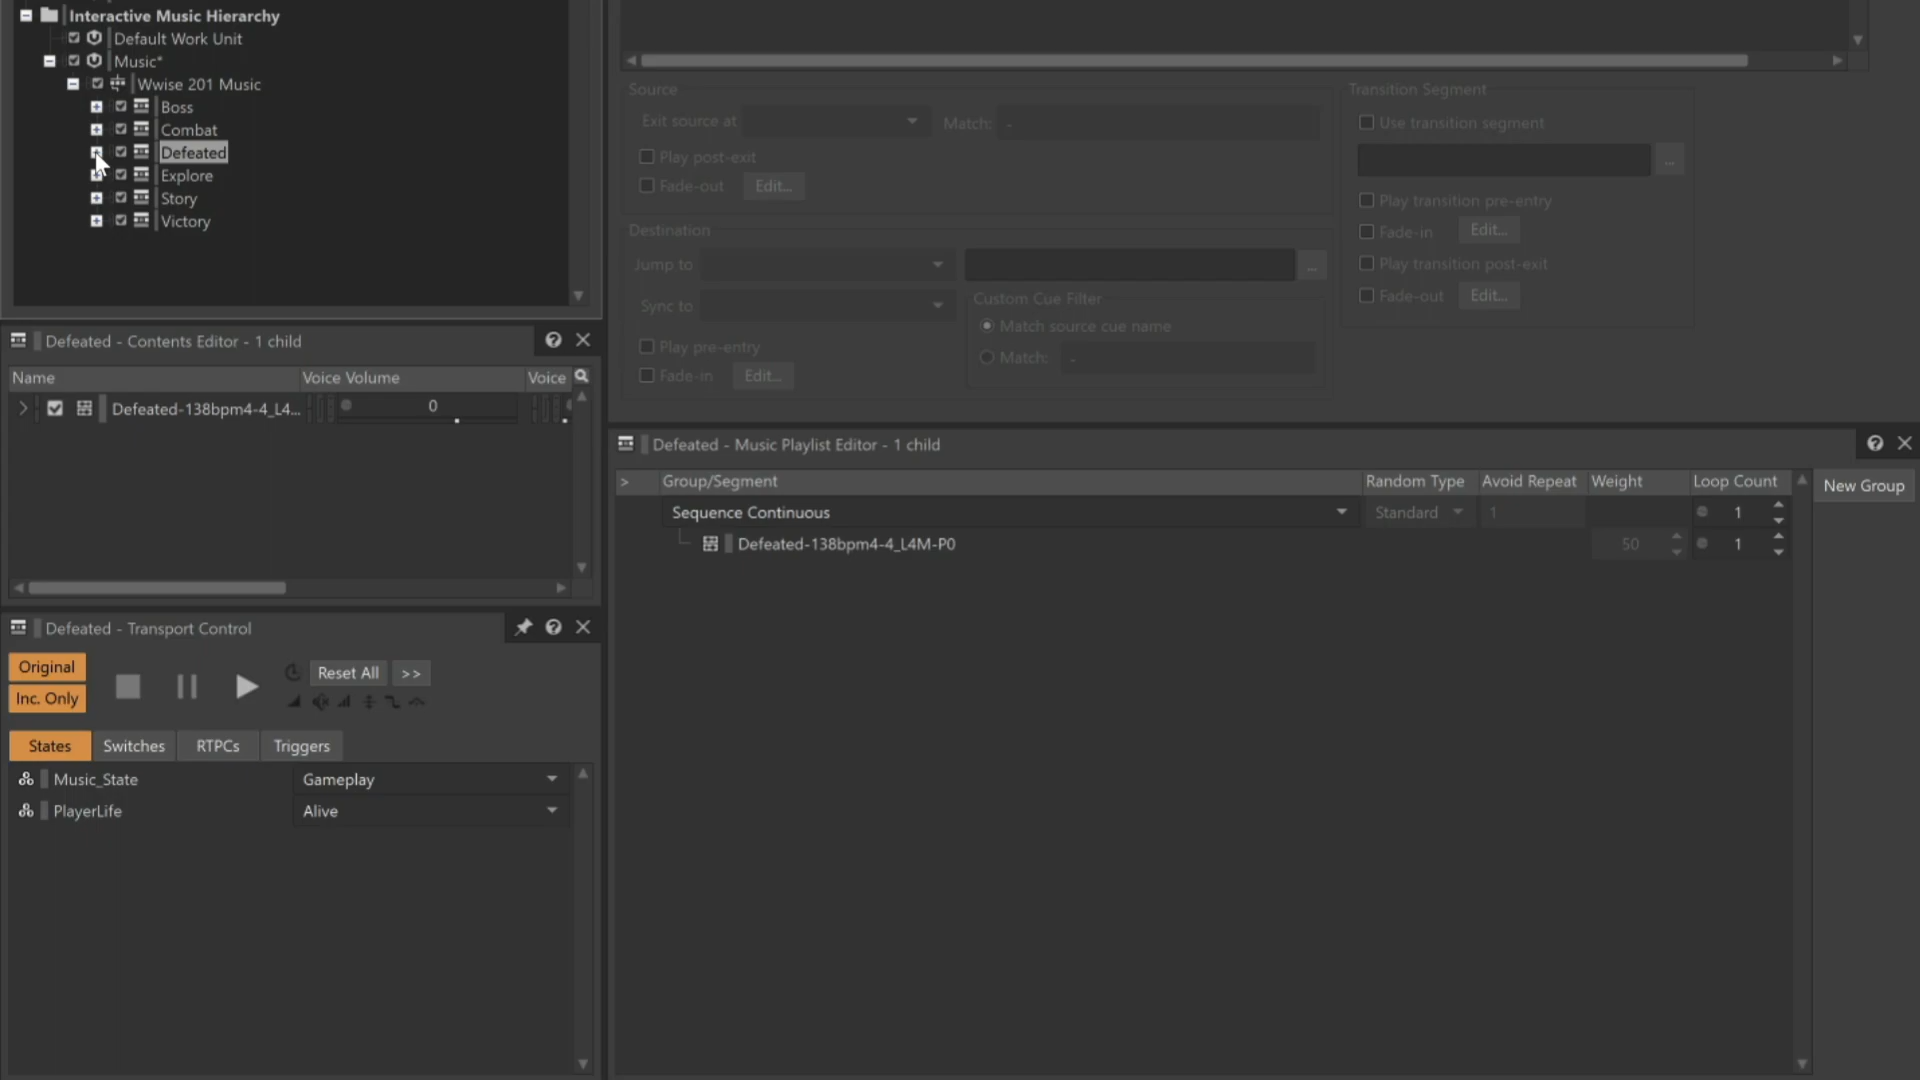 Interactive Music Hierarchy
Default Work Unit
Music*
Wwise 201 Music
Boss
Combat
Defeated
Explore
Story
Victory
Source
Exit source at
Match: -
Play post-exit
Fade-out Edit...
Destination
Jump to ...
Sync to
Custom Cue Filter
Match source cue name
Match: -
Play pre-entry
Fade-in Edit...
Transition Segment
Use transition segment
...
Play transition pre-entry
Fade-in Edit...
Play transition post-exit
Fade-out Edit...
Defeated - Contents Editor - 1 child
Name Voice Volume Voice
Defeated-138bpm4-4_L4... 0
Defeated - Music Playlist Editor - 1 child
> Group/Segment Random Type Avoid Repeat Weight Loop Count New Group
Sequence Continuous Standard 1 1
Defeated-138bpm4-4_L4M-P0 50 1
Defeated - Transport Control
Original
Inc. Only
Reset All >>
States Switches RTPCs Triggers
Music_State Gameplay
PlayerLife Alive